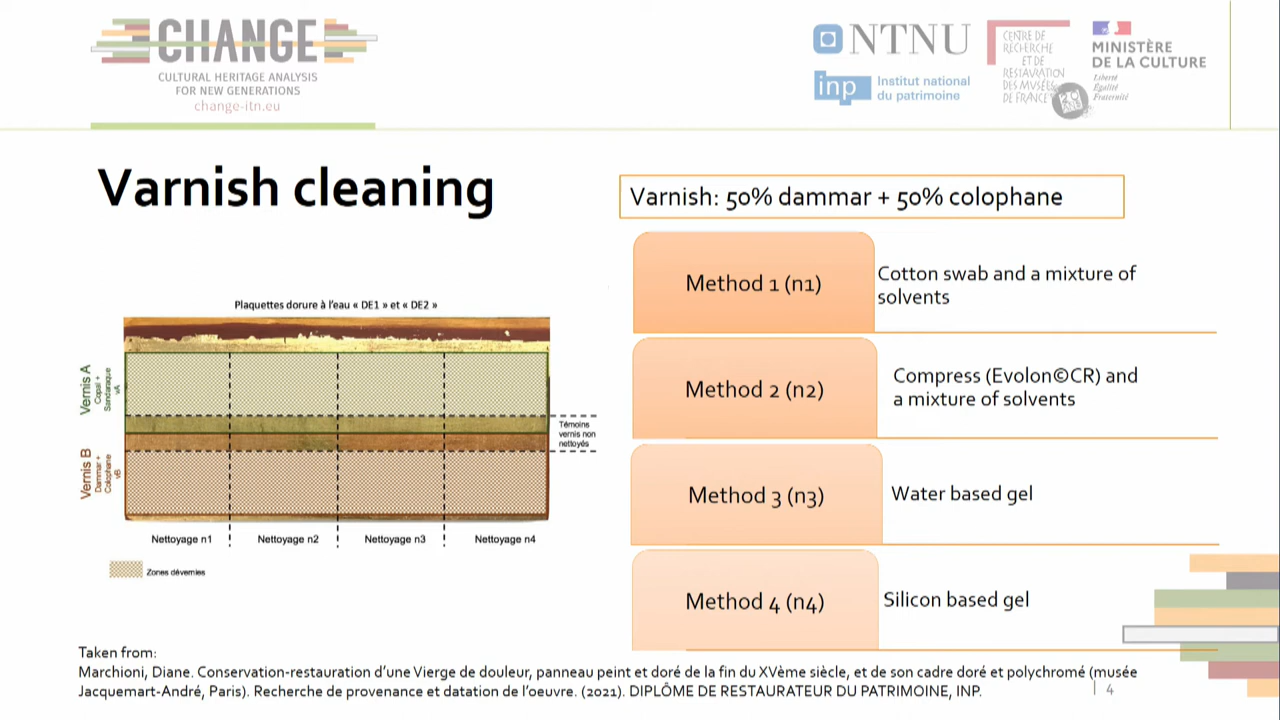 CHANGE
CULTURAL HERITAGE ANALYSIS
FOR NEW GENERATIONS
change-itn.eu
NTNU
inp
Institut national
du patrimoine
CENTRE DE
RECHERCHE
ET DE
RESTAURATION
DES MUSÉES
DE FRANCE
MINISTÈRE
DE LA CULTURE
Liberté
Égalité
Fraternité
Varnish cleaning
Varnish: 50% dammar + 50% colophane
Method 1 (n1)
Cotton swab and a mixture of
solvents
Method 2 (n2)
Compress (Evolon©CR) and
a mixture of solvents
Method 3 (n3)
Water based gel
Method 4 (n4)
Silicon based gel
Plaquettes dorure à l'eau « DE1 » et « DE2 »
Vernis A
Copal +
Sandaraque
vA
Vernis B
Dammar +
Colophane
vB
Témoins
vernis non
nettoyés
Nettoyage n1
Nettoyage n2
Nettoyage n3
Nettoyage n4
Zones dévernies
Taken from:
Marchioni, Diane. Conservation-restauration d'une Vierge de douleur, panneau peint et doré de la fin du XVème siècle, et de son cadre doré et polychromé (musée
Jacquemart-André, Paris). Recherche de provenance et datation de l'oeuvre. (2021). DIPLÔME DE RESTAURATEUR DU PATRIMOINE, INP.
4